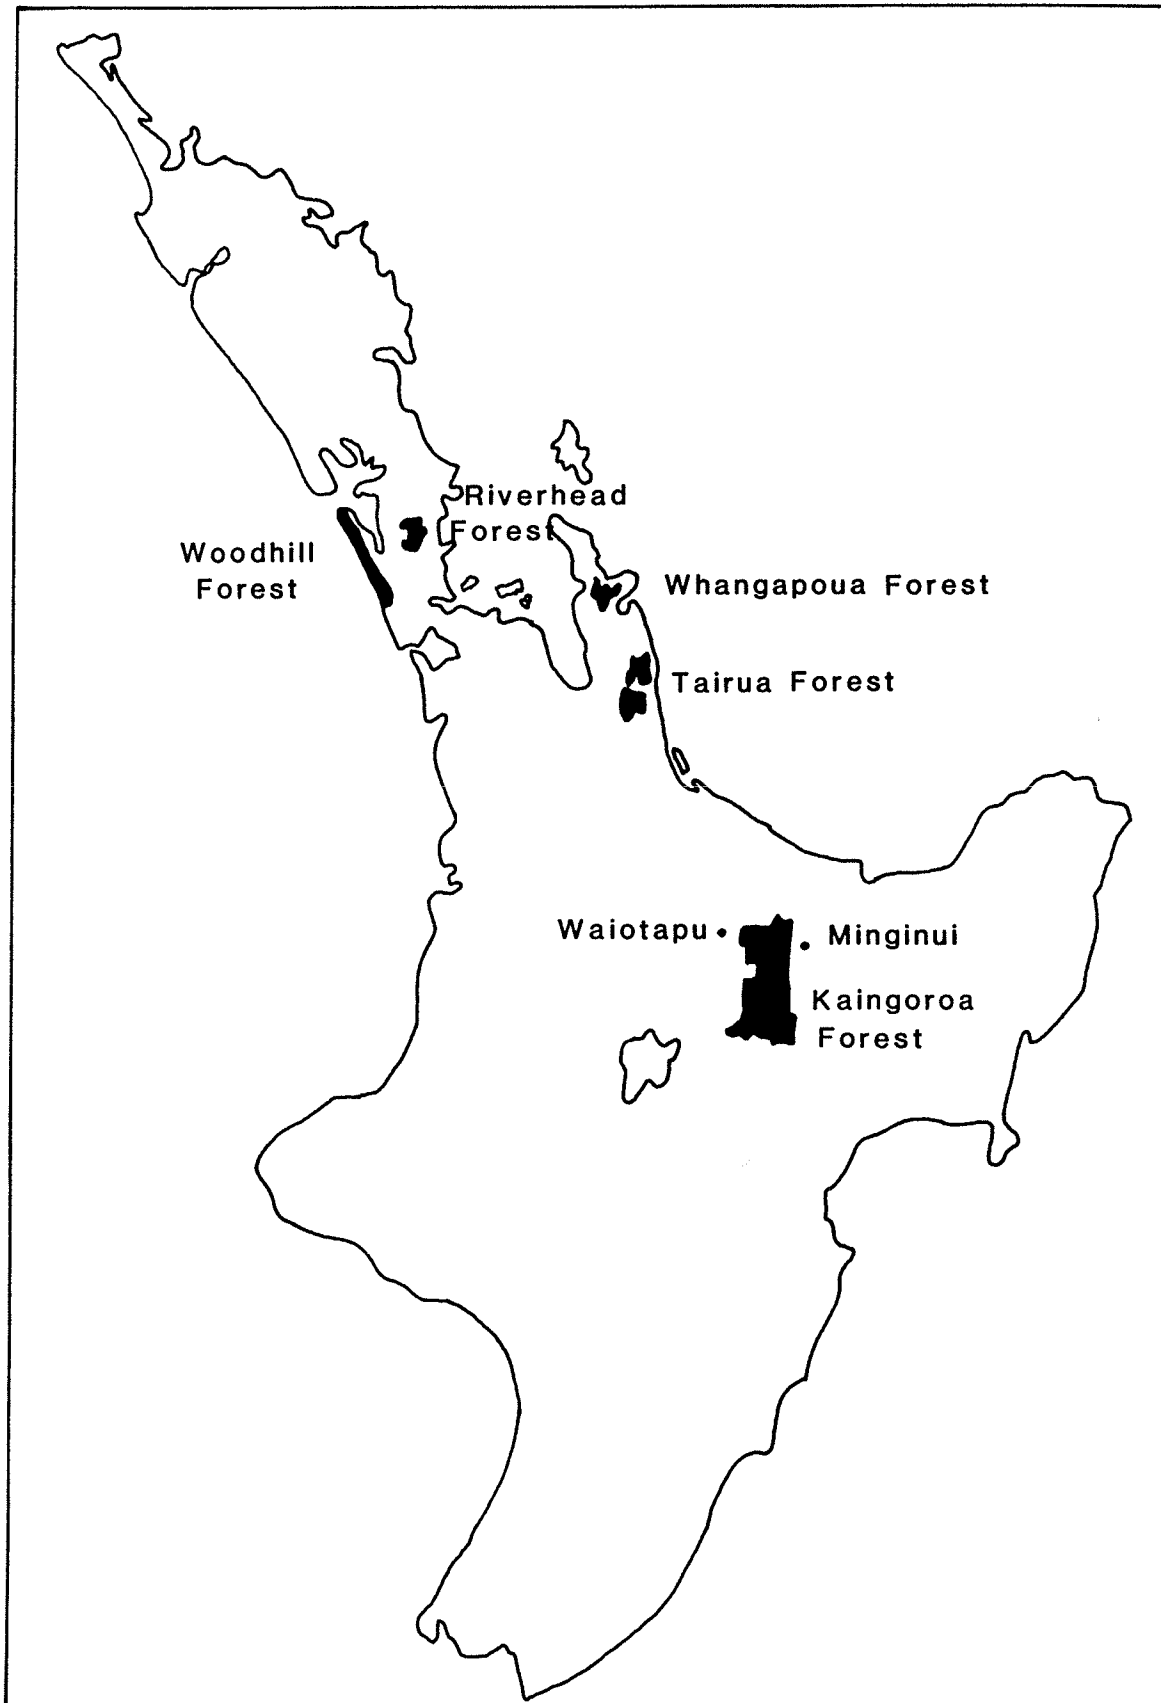 Riverhead
Forest
Woodhill
Forest
Whangapoua Forest
Tairua Forest
Waiotapu
Minginui
Kaingoroa
Forest